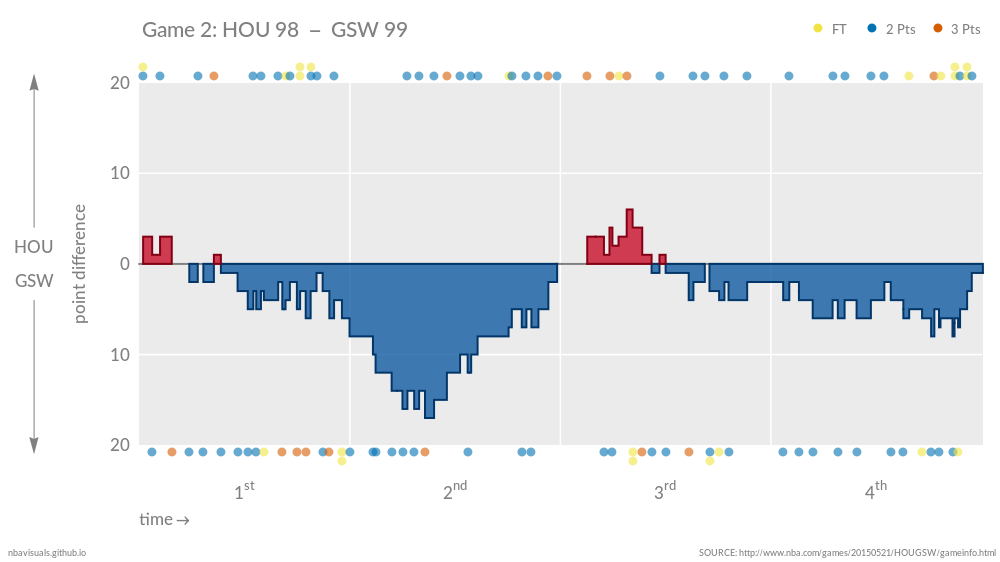 Game 2: HOU 98 – GSW 99
FT 2 Pts 3 Pts
20
10
0
10
20
HOU
GSW
point difference
1st 2nd 3rd 4th
time→
nbavisuals.github.io
SOURCE: http://www.nba.com/games/20150521/HOUGSW/gameinfo.html